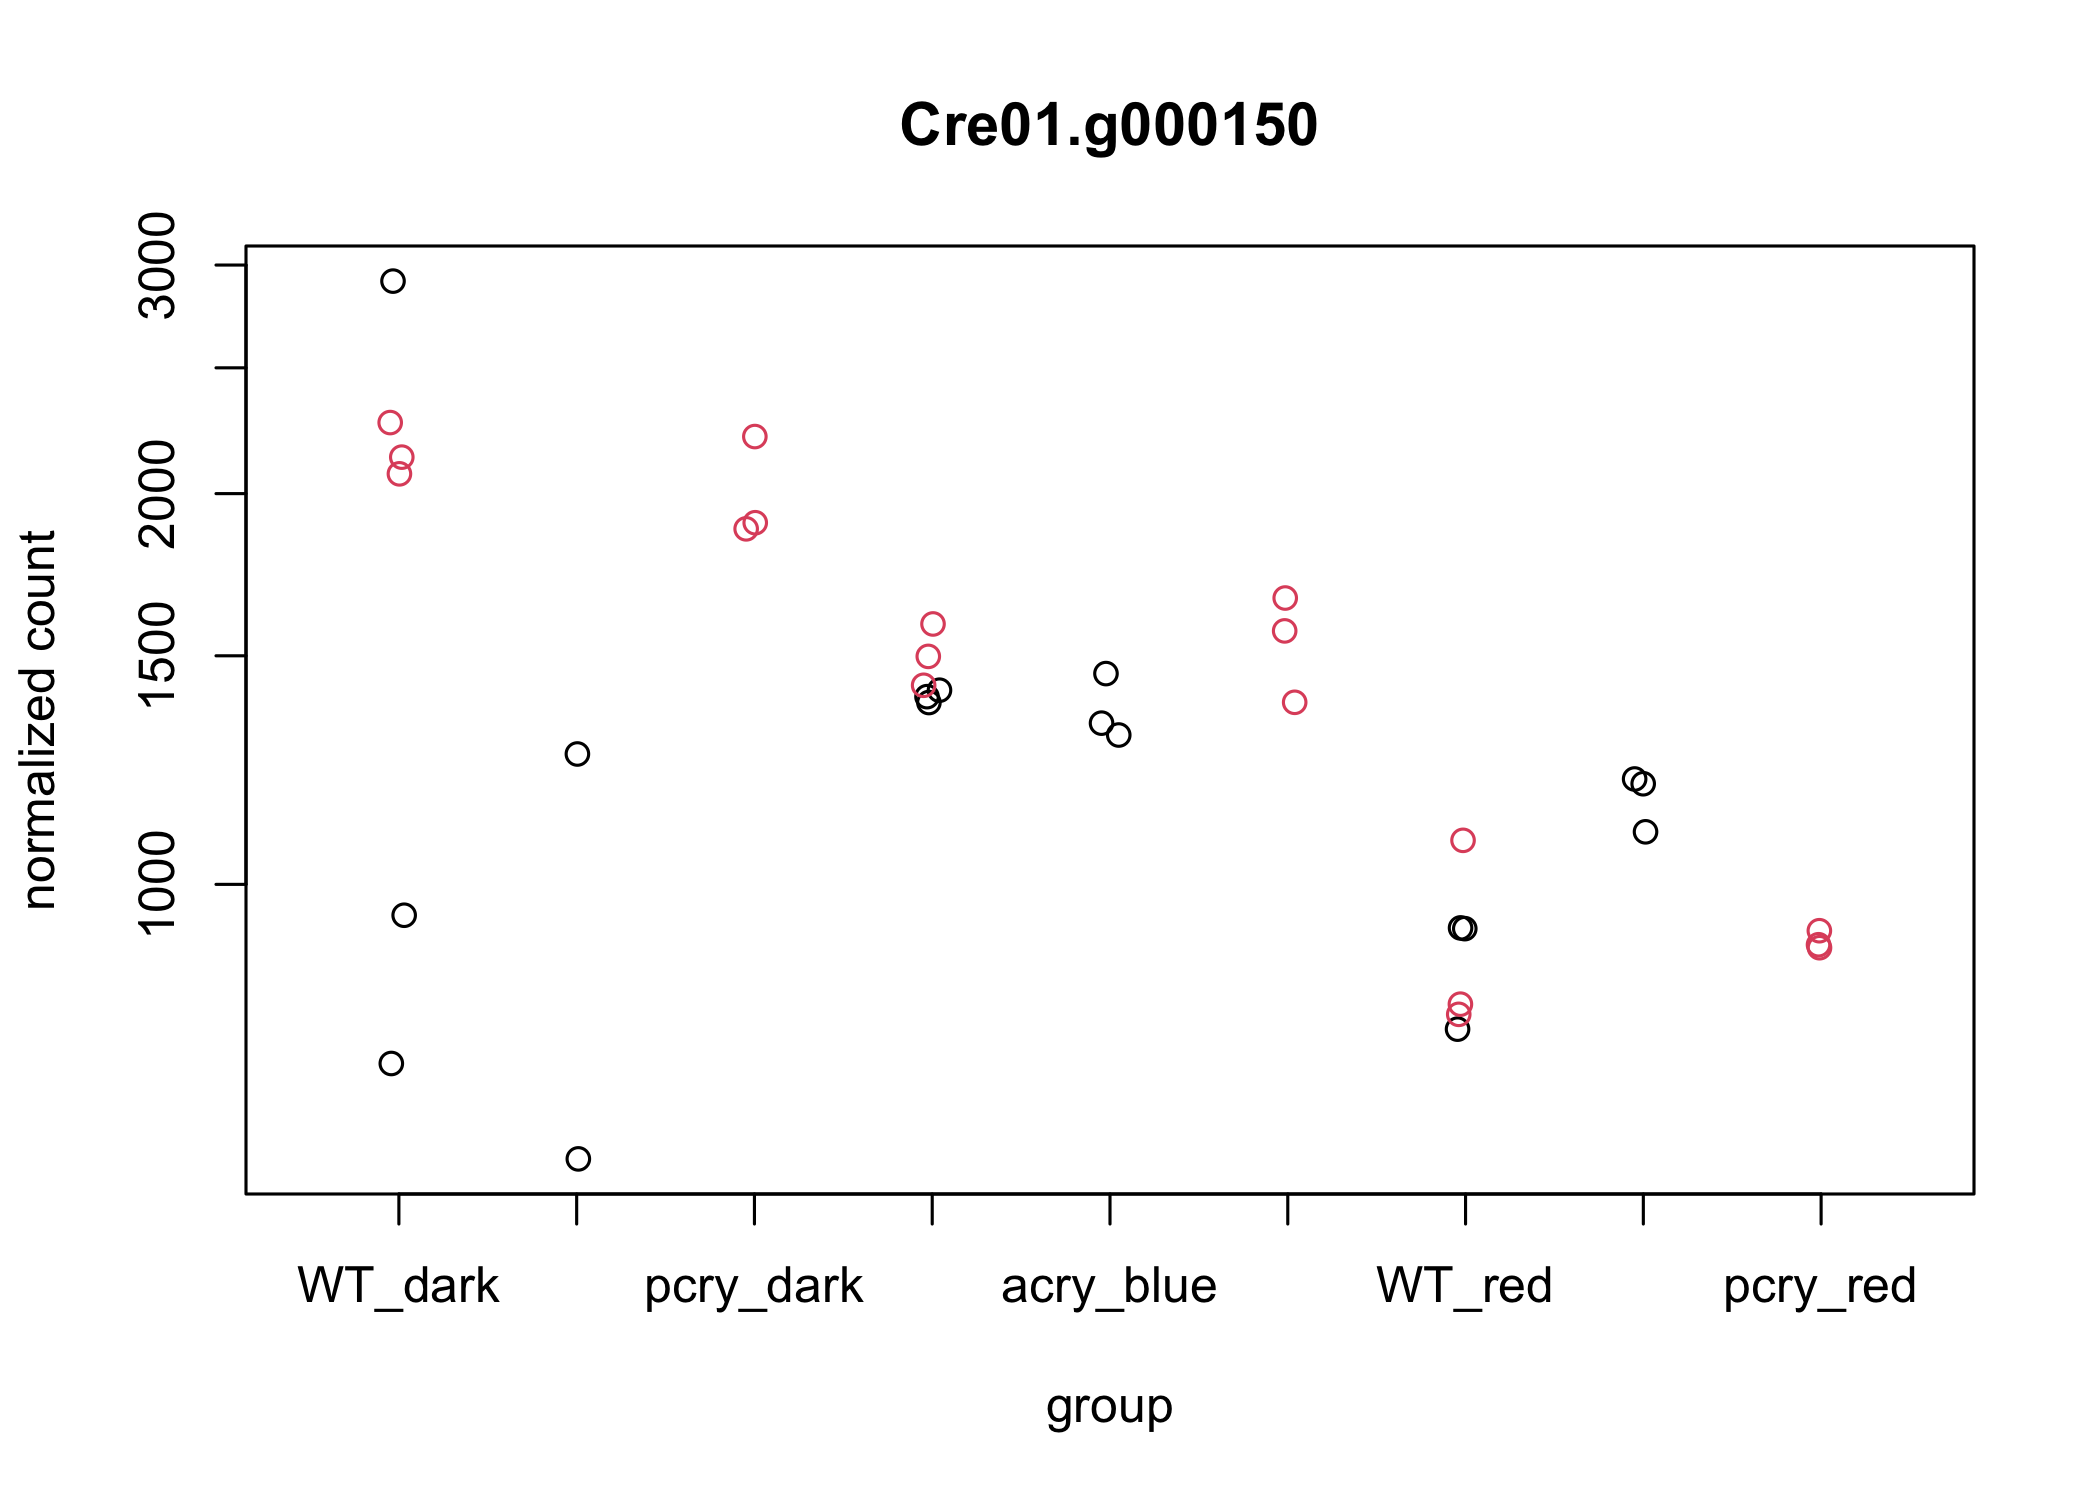 Cre01.g000150
3000
2000
1500
1000
normalized count
WT_dark pcry_dark acry_blue WT_red pcry_red
group